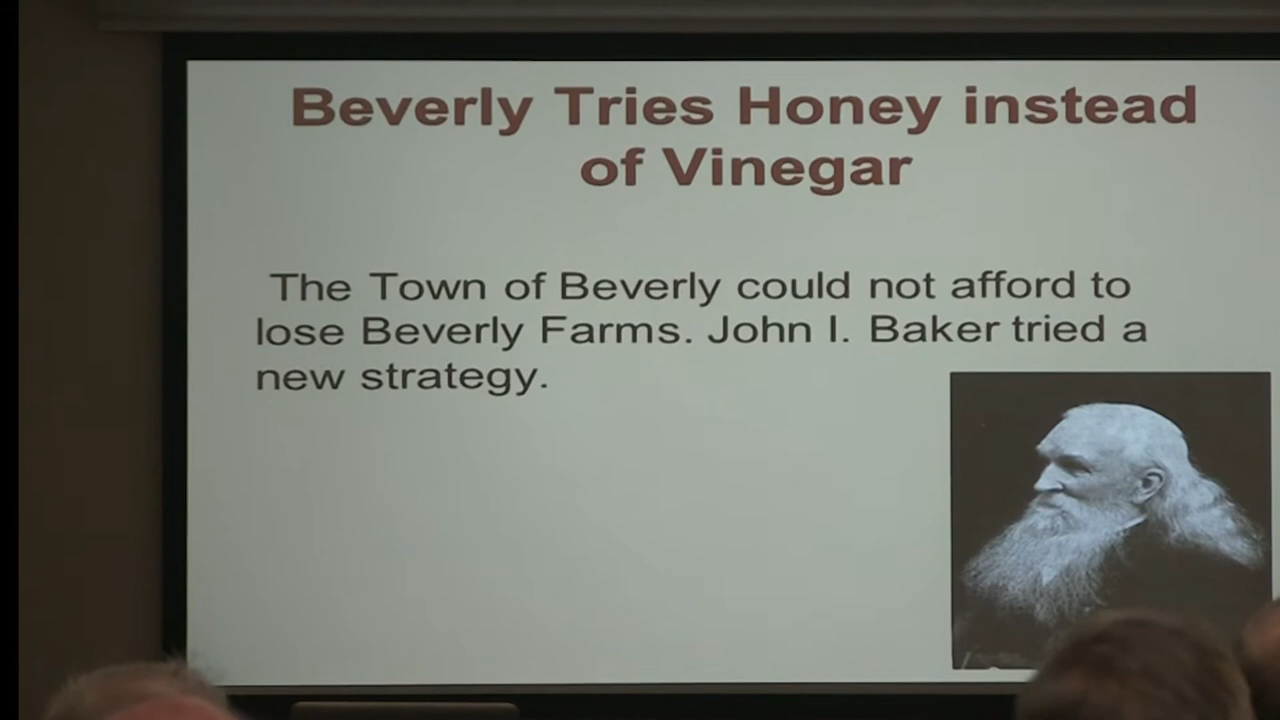 Beverly Tries Honey instead
of Vinegar
The Town of Beverly could not afford to
lose Beverly Farms. John I. Baker tried a
new strategy.